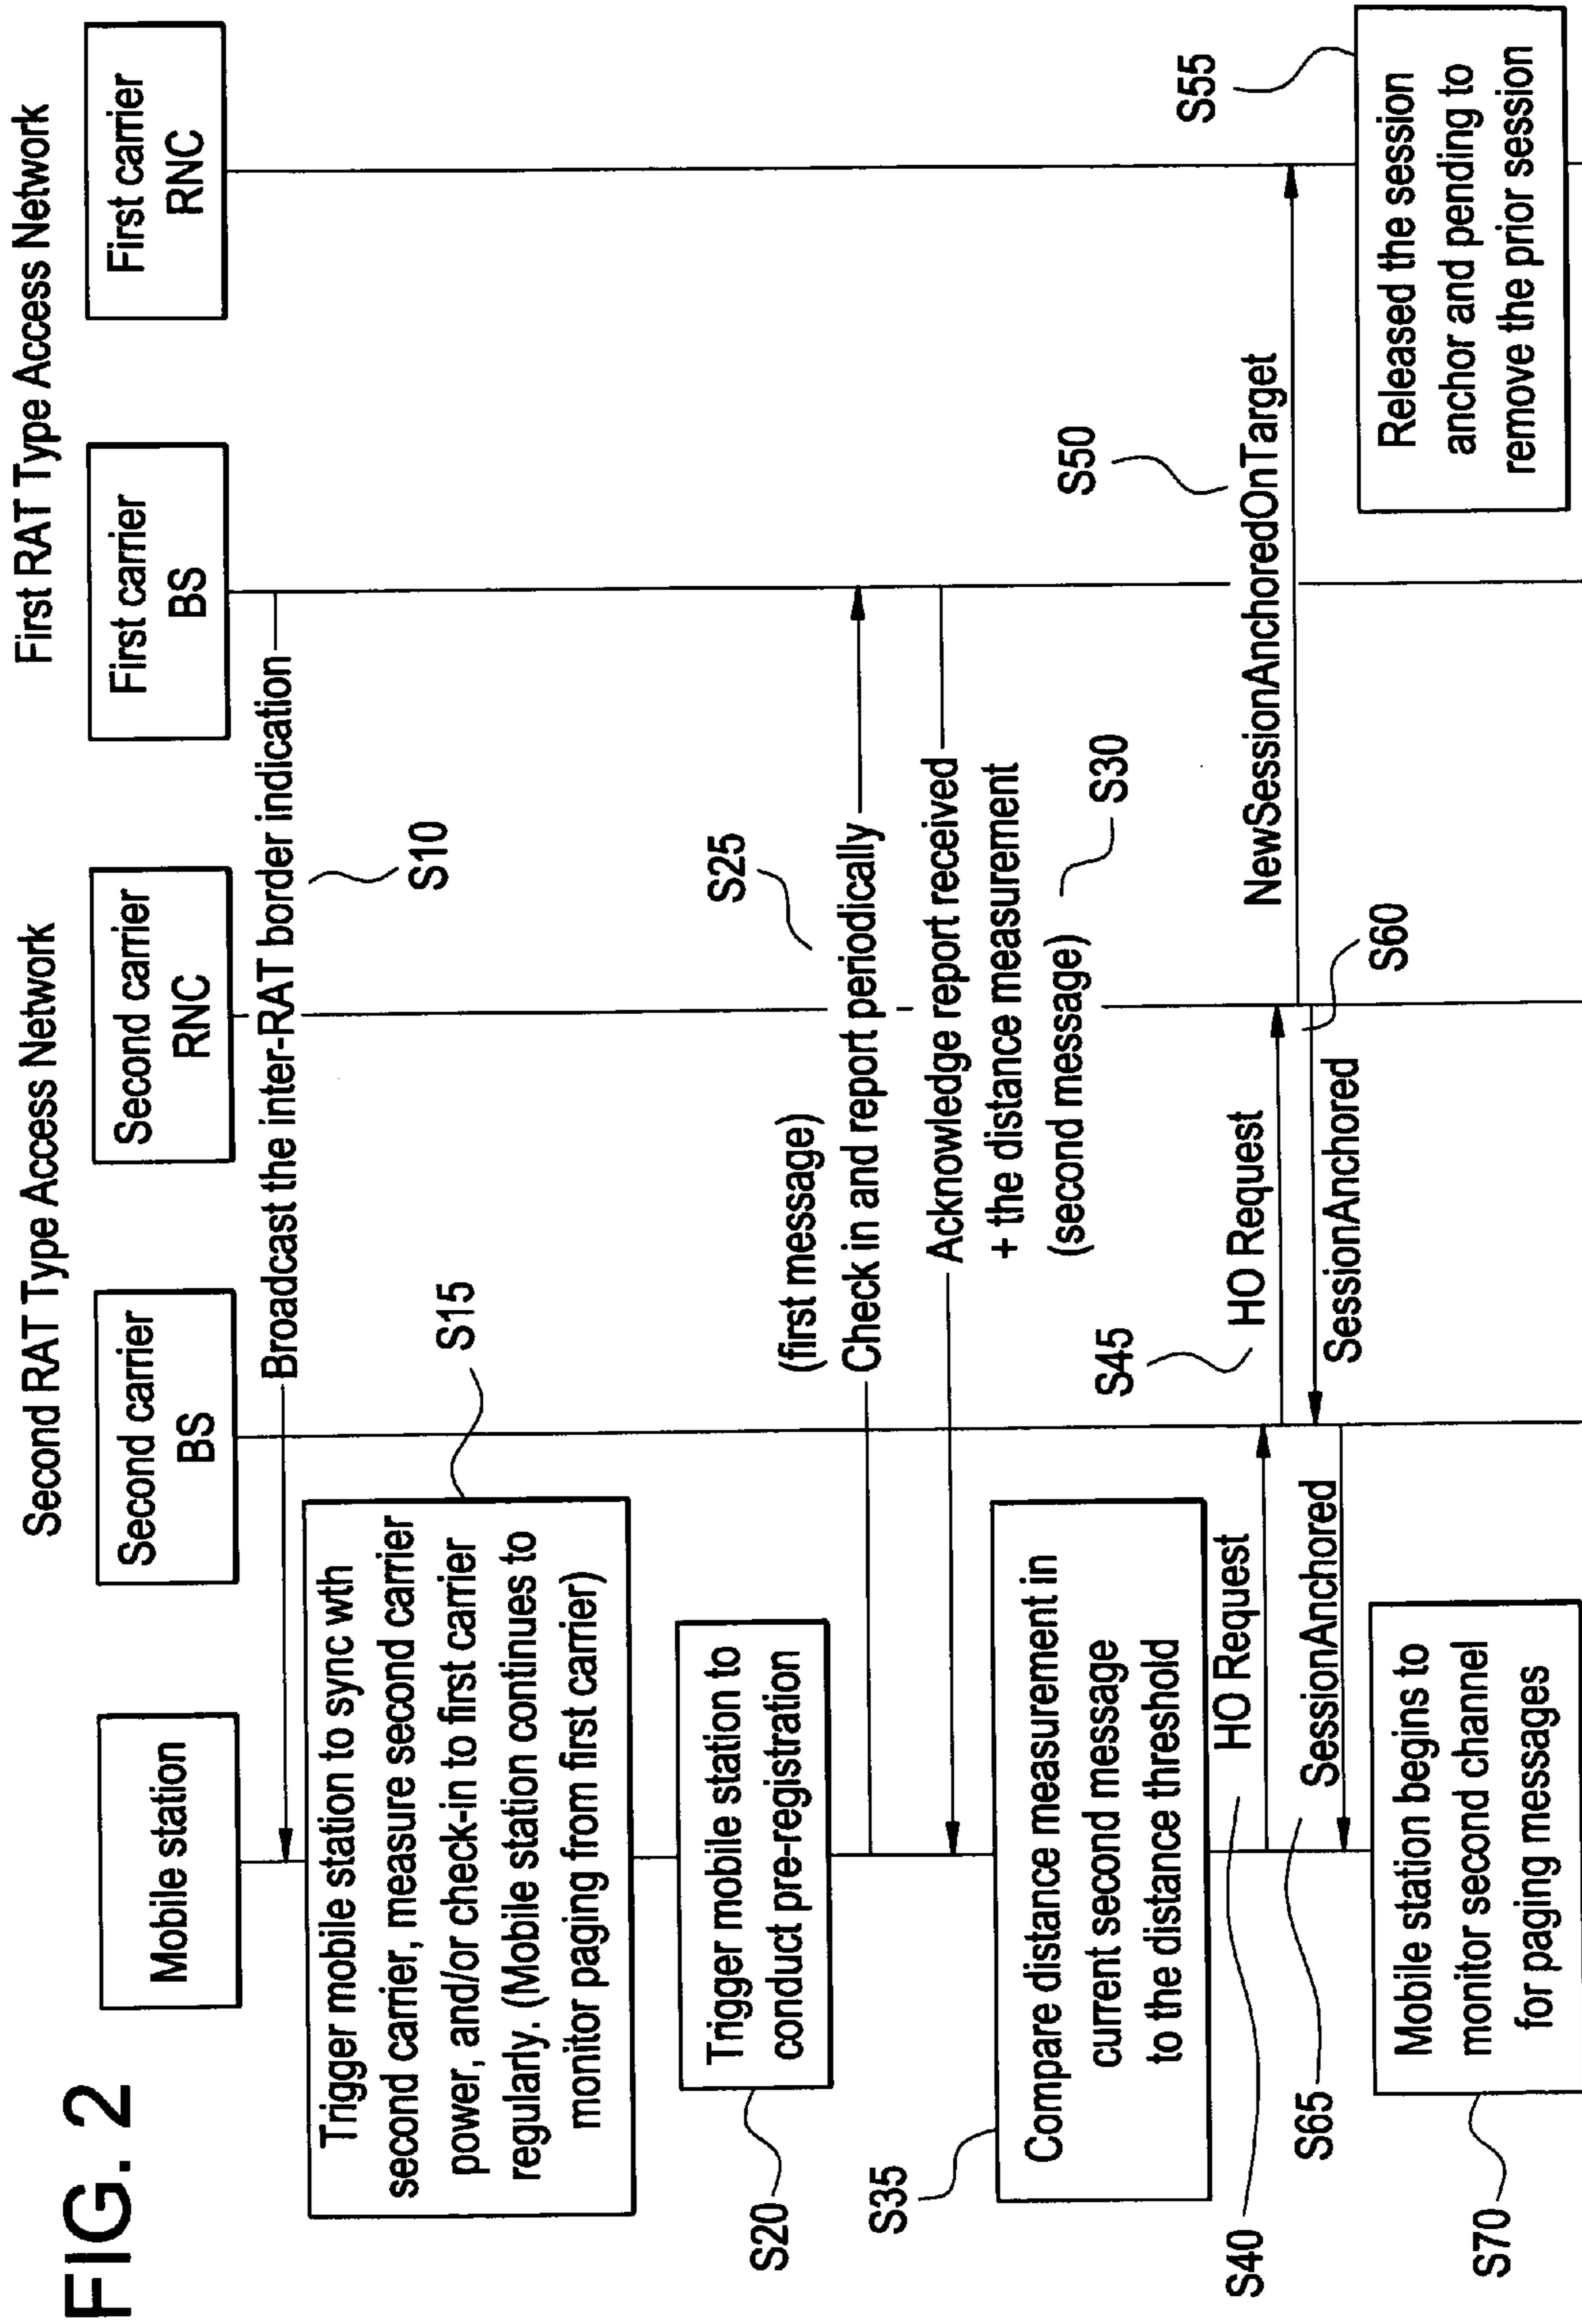 FIG. 2
Second RAT Type Access Network
First RAT Type Access Network
Mobile station
Second carrier
BS
Second carrier
RNC
First carrier
BS
First carrier
RNC
Broadcast the inter-RAT border indication
S10
Trigger mobile station to sync wth
second carrier, measure second carrier
power, and/or check-in to first carrier
regularly. (Mobile station continues to
monitor paging from first carrier)
S15
Trigger mobile station to
conduct pre-registration
S20
(first message)
Check in and report periodically
S25
Acknowledge report received
+ the distance measurement
(second message)
S30
Compare distance measurement in
current second message
to the distance threshold
S35
HO Request
S40
HO Request
S45
NewSessionAnchoredOnTarget
S50
Released the session
anchor and pending to
remove the prior session
S55
SessionAnchored
S60
SessionAnchored
S65
Mobile station begins to
monitor second channel
for paging messages
S70